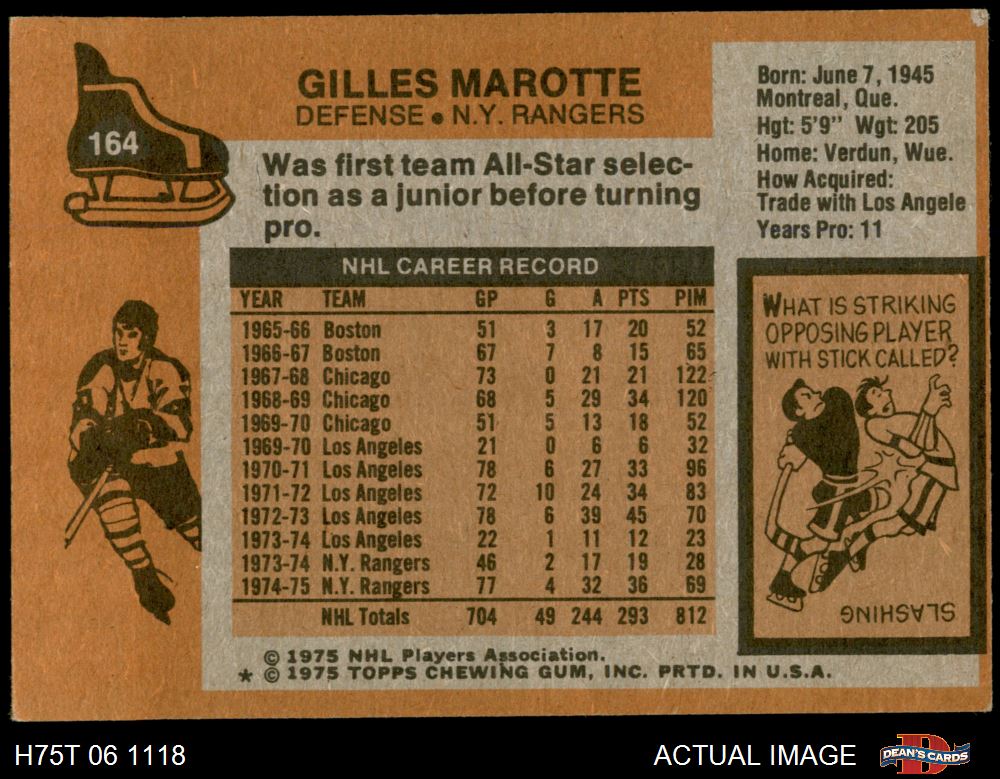 164
GILLES MAROTTE
DEFENSE • N.Y. RANGERS
Was first team All-Star selec-
tion as a junior before turning
pro.
Born: June 7, 1945
Montreal, Que.
Hgt: 5'9" Wgt: 205
Home: Verdun, Wue.
How Acquired:
Trade with Los Angele
Years Pro: 11
NHL CAREER RECORD
YEAR TEAM GP G A PTS PIM
1965-66 Boston 51 3 17 20 52
1966-67 Boston 67 7 8 15 65
1967-68 Chicago 73 0 21 21 122
1968-69 Chicago 68 5 29 34 120
1969-70 Chicago 51 5 13 18 52
1969-70 Los Angeles 21 0 6 6 32
1970-71 Los Angeles 78 6 27 33 96
1971-72 Los Angeles 72 10 24 34 83
1972-73 Los Angeles 78 6 39 45 70
1973-74 Los Angeles 22 1 11 12 23
1973-74 N.Y. Rangers 46 2 17 19 28
1974-75 N.Y. Rangers 77 4 32 36 69
NHL Totals 704 49 244 293 812
WHAT IS STRIKING
OPPOSING PLAYER
WITH STICK CALLED?
SLASHING
© 1975 NHL Players Association.
* © 1975 TOPPS CHEWING GUM, INC. PRTD. IN U.S.A.
H75T 06 1118
ACTUAL IMAGE
D
DEAN'S CARDS